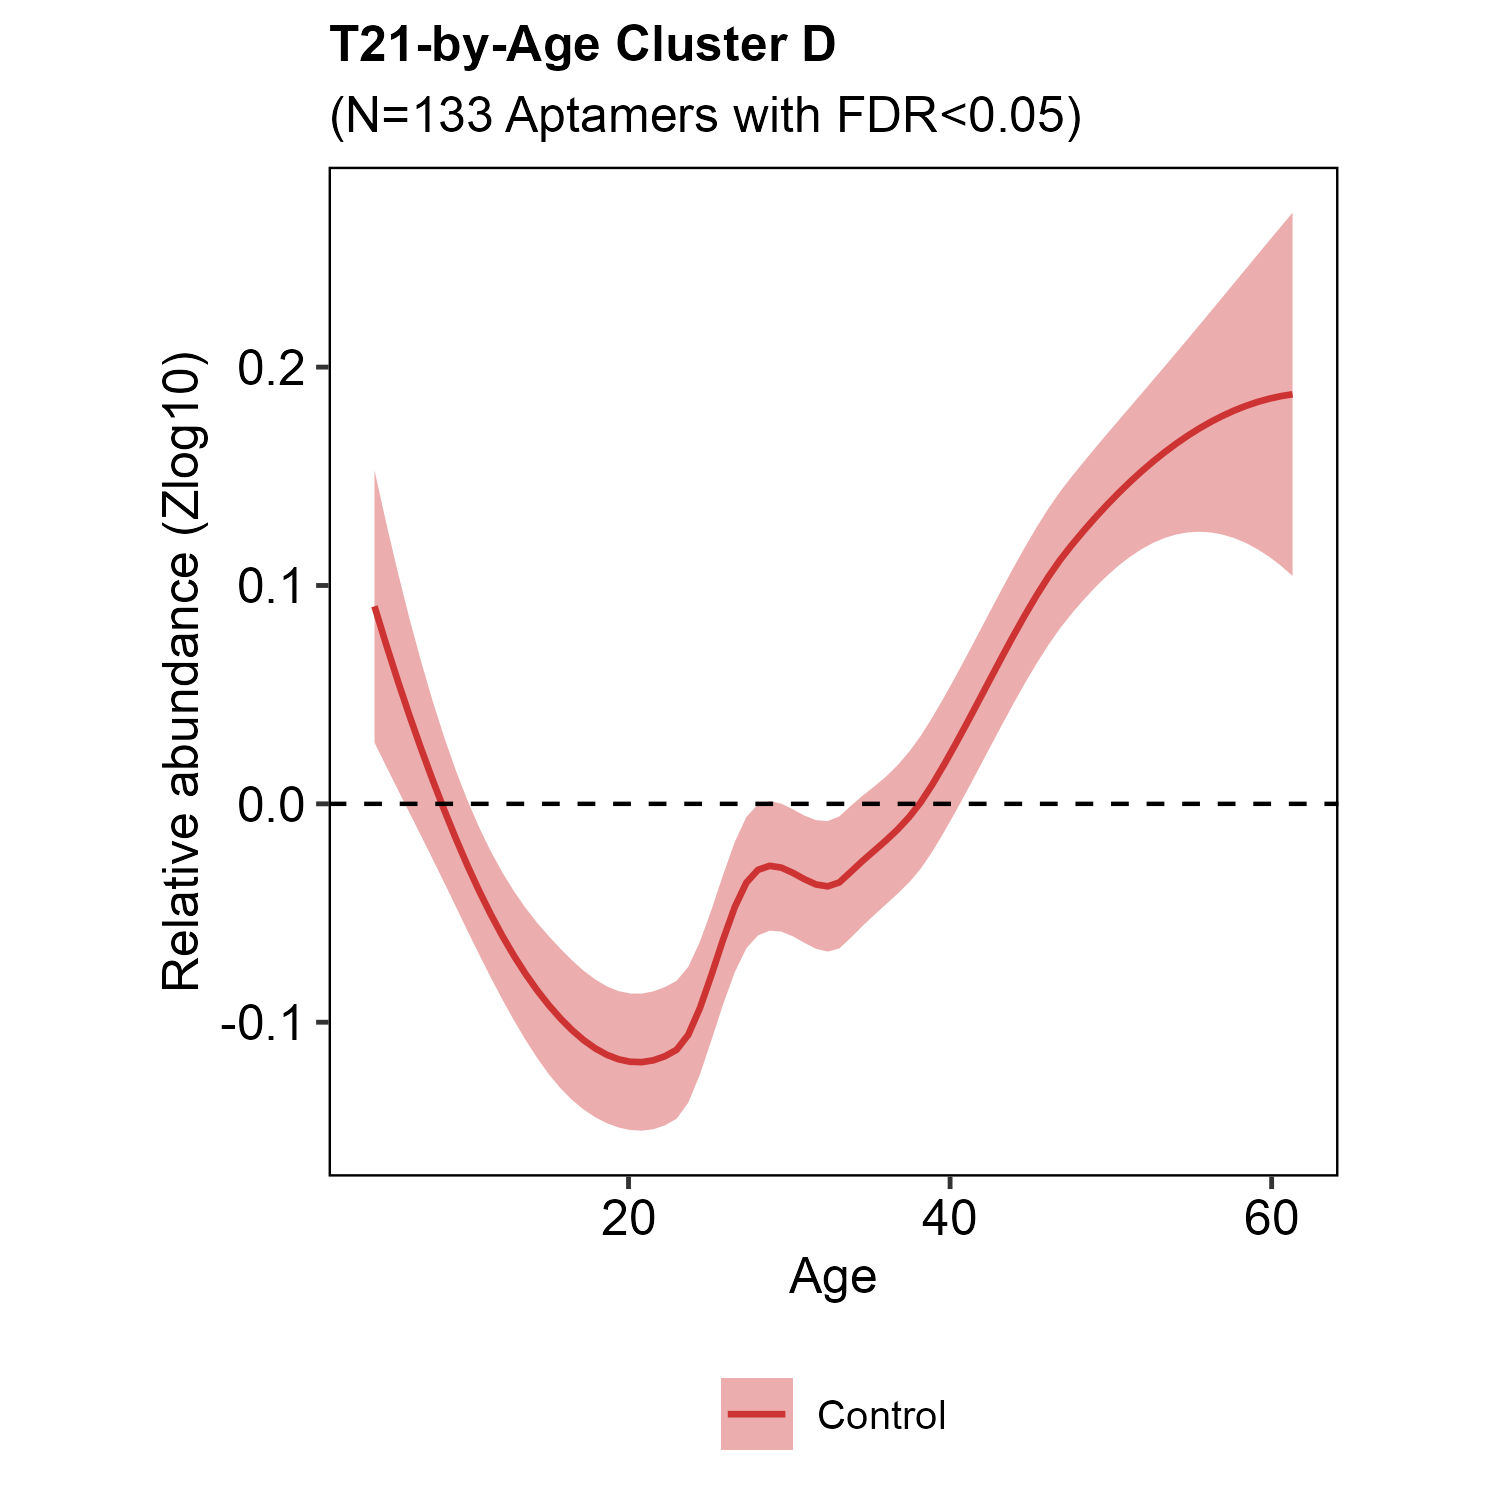 T21-by-Age Cluster D
(N=133 Aptamers with FDR<0.05)
Relative abundance (Zlog10)
0.2
0.1
0.0
-0.1
20
40
60
Age
Control